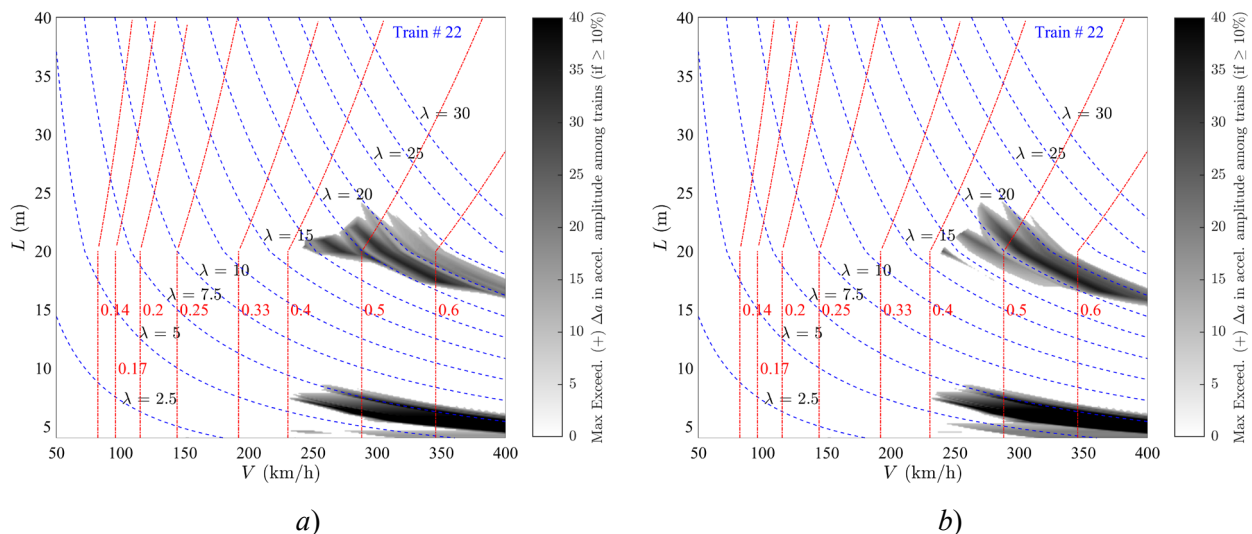 Train # 22
40
35
30
25
20
15
10
5
L (m)
λ = 30
λ = 25
λ = 20
λ = 15
λ = 10
λ = 7.5
λ = 5
λ = 2.5
0.14 0.2 0.25 0.33 0.4 0.5 0.6
0.17
50 100 150 200 250 300 350 400
V (km/h)
40
35
30
25
20
15
10
5
0
Max Exceed. (+) Δa in accel. amplitude among trains (if ≥ 10%)
a)
Train # 22
40
35
30
25
20
15
10
5
L (m)
λ = 30
λ = 25
λ = 20
λ = 15
λ = 10
λ = 7.5
λ = 5
λ = 2.5
0.14 0.2 0.25 0.33 0.4 0.5 0.6
0.17
50 100 150 200 250 300 350 400
V (km/h)
40
35
30
25
20
15
10
5
0
Max Exceed. (+) Δa in accel. amplitude among trains (if ≥ 10%)
b)